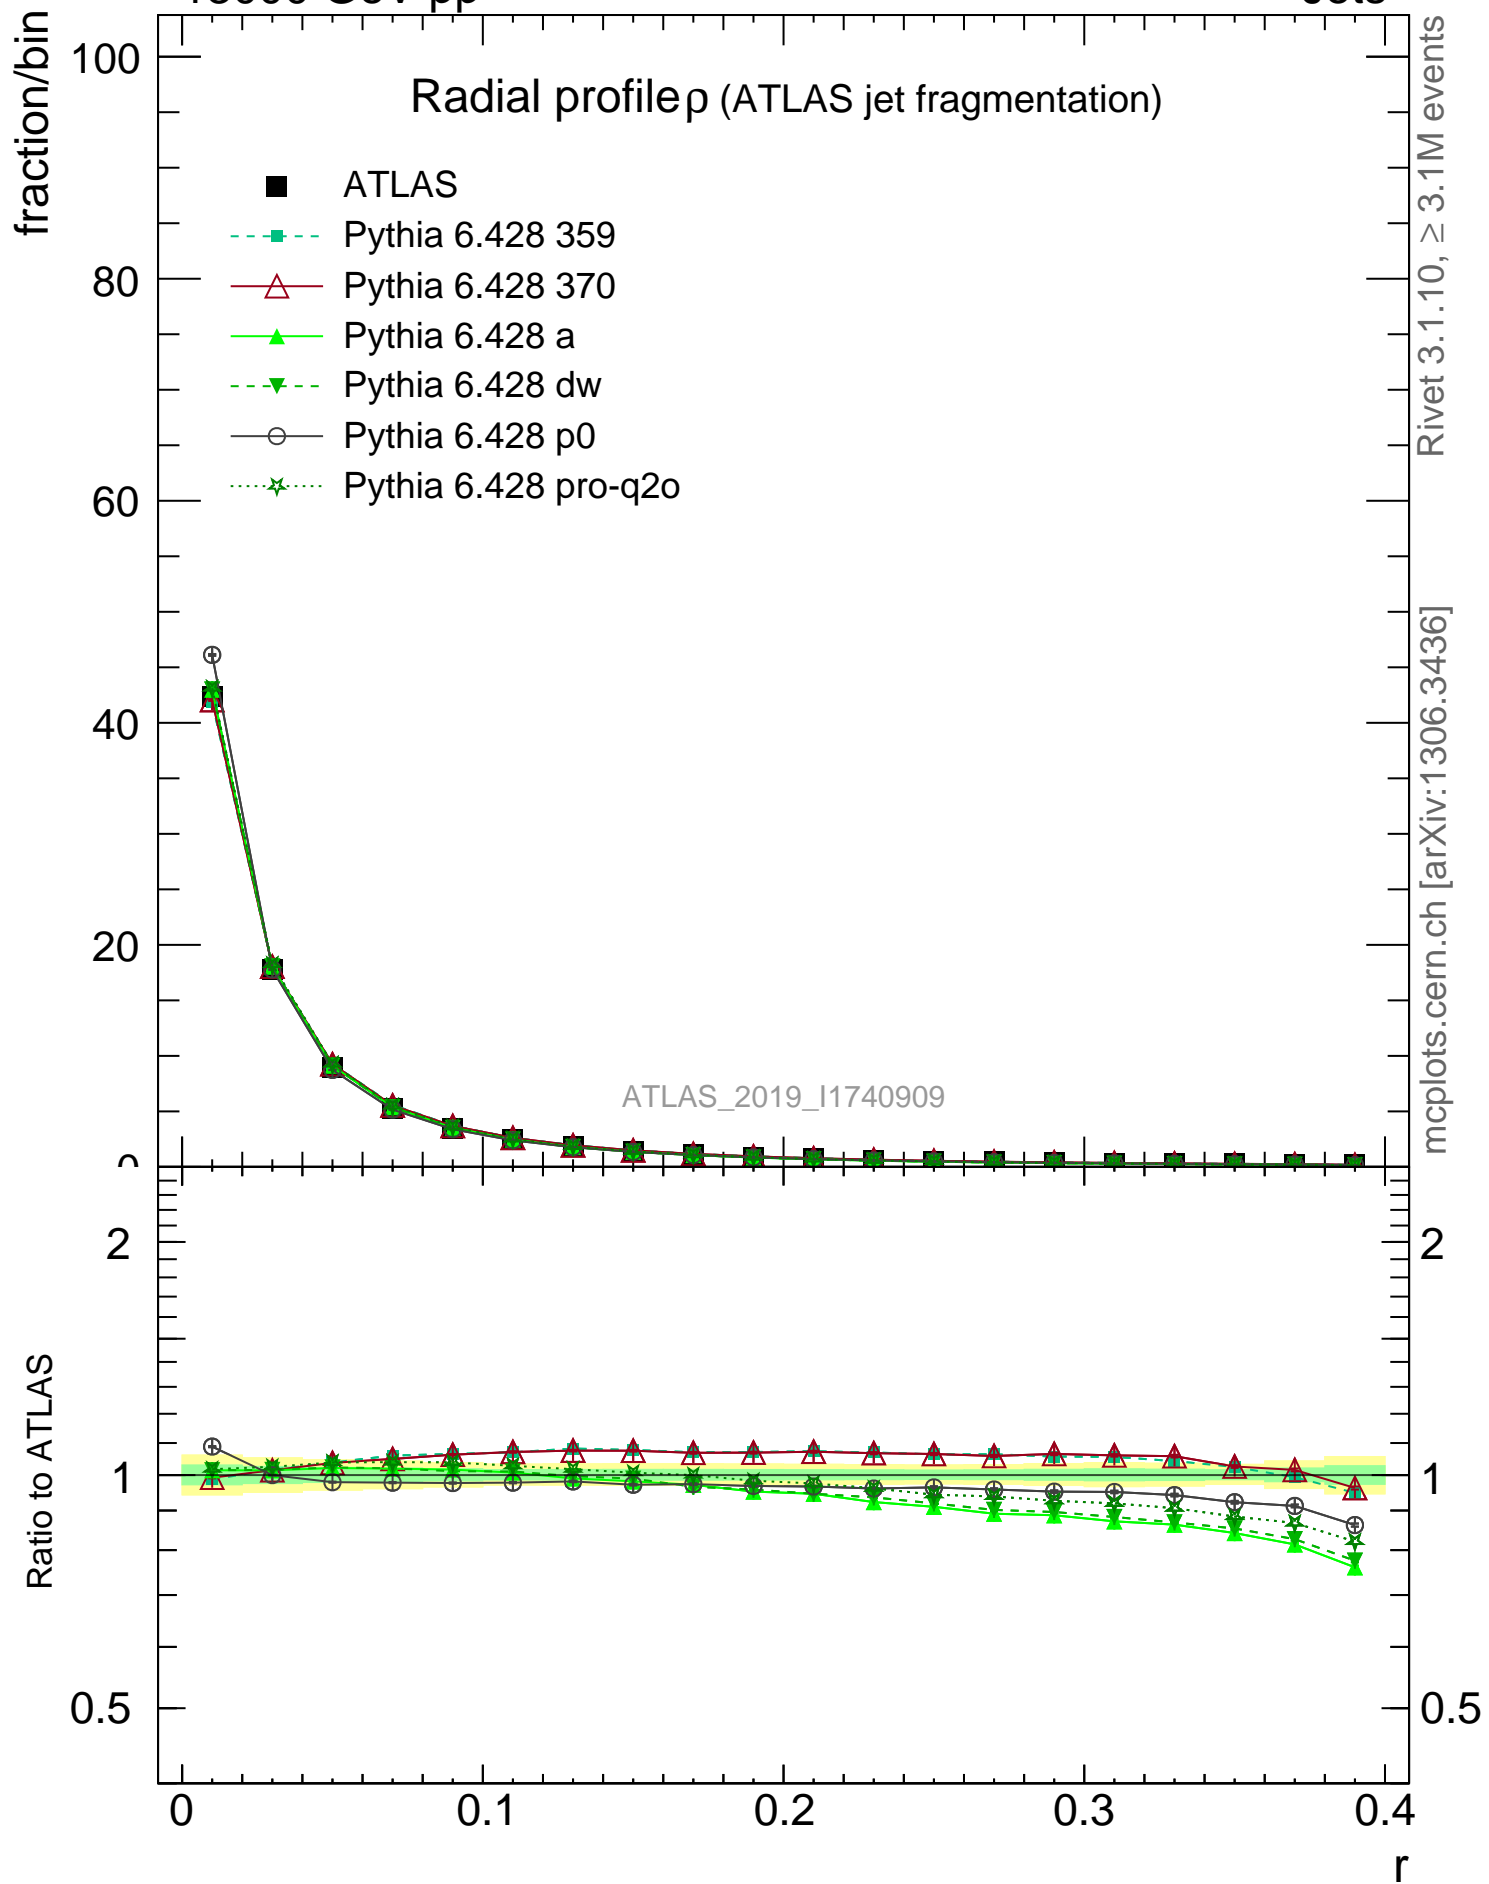 fraction/bin
100
80
60
40
20
0
Radial profile ρ (ATLAS jet fragmentation)
ATLAS
Pythia 6.428 359
Pythia 6.428 370
Pythia 6.428 a
Pythia 6.428 dw
Pythia 6.428 p0
Pythia 6.428 pro-q2o
ATLAS_2019_I1740909
Rivet 3.1.10, ≥ 3.1M events
mcplots.cern.ch [arXiv:1306.3436]
Ratio to ATLAS
2
1
0.5
2
1
0.5
0
0.1
0.2
0.3
0.4
r